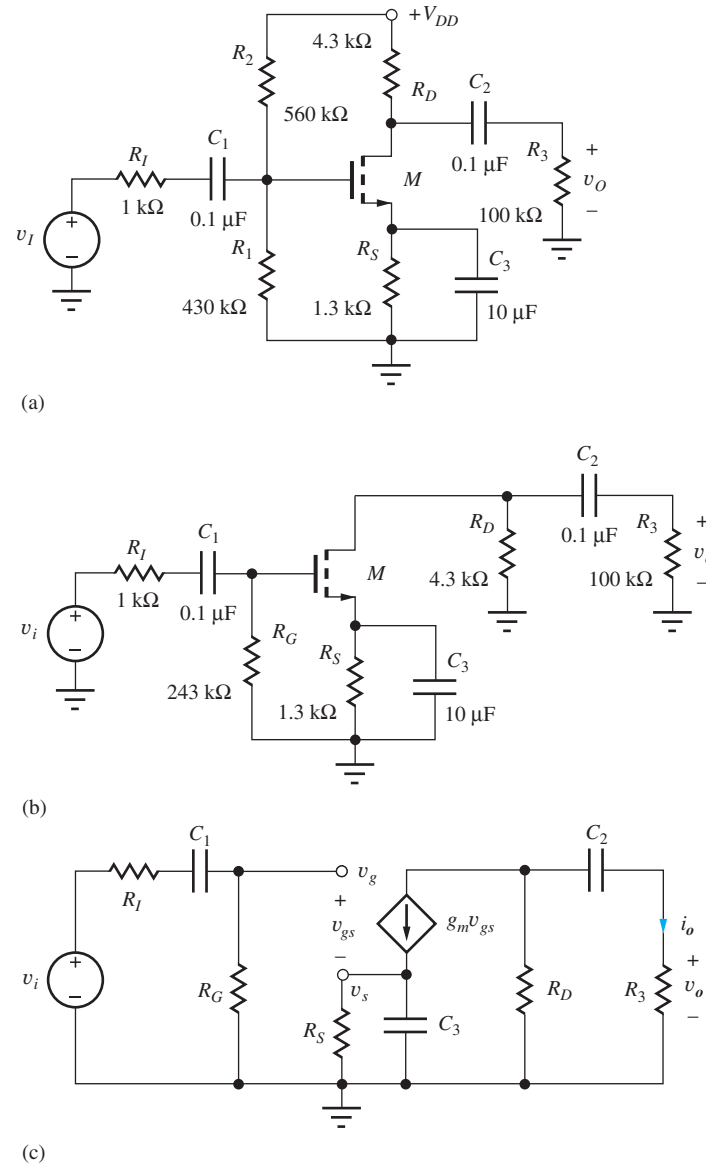 +V_DD
4.3 kΩ
R_2
R_D
C_2
560 kΩ
C_1
R_3
+
R_I
0.1 μF
v_O
M
−
+
1 kΩ
0.1 μF
100 kΩ
v_I
R_1
R_S
C_3
−
430 kΩ
1.3 kΩ
10 μF
(a)
C_2
R_D
R_3
+
C_1
0.1 μF
R_I
M
4.3 kΩ
100 kΩ
−
1 kΩ
0.1 μF
+
v_i
R_G
R_S
C_3
−
243 kΩ
1.3 kΩ
10 μF
(b)
C_1
C_2
v_g
R_I
+
v_gs
g_m v_gs
i_o
−
+
+
v_i
v_s
v_o
R_G
R_D
R_3
−
R_S
C_3
−
(c)